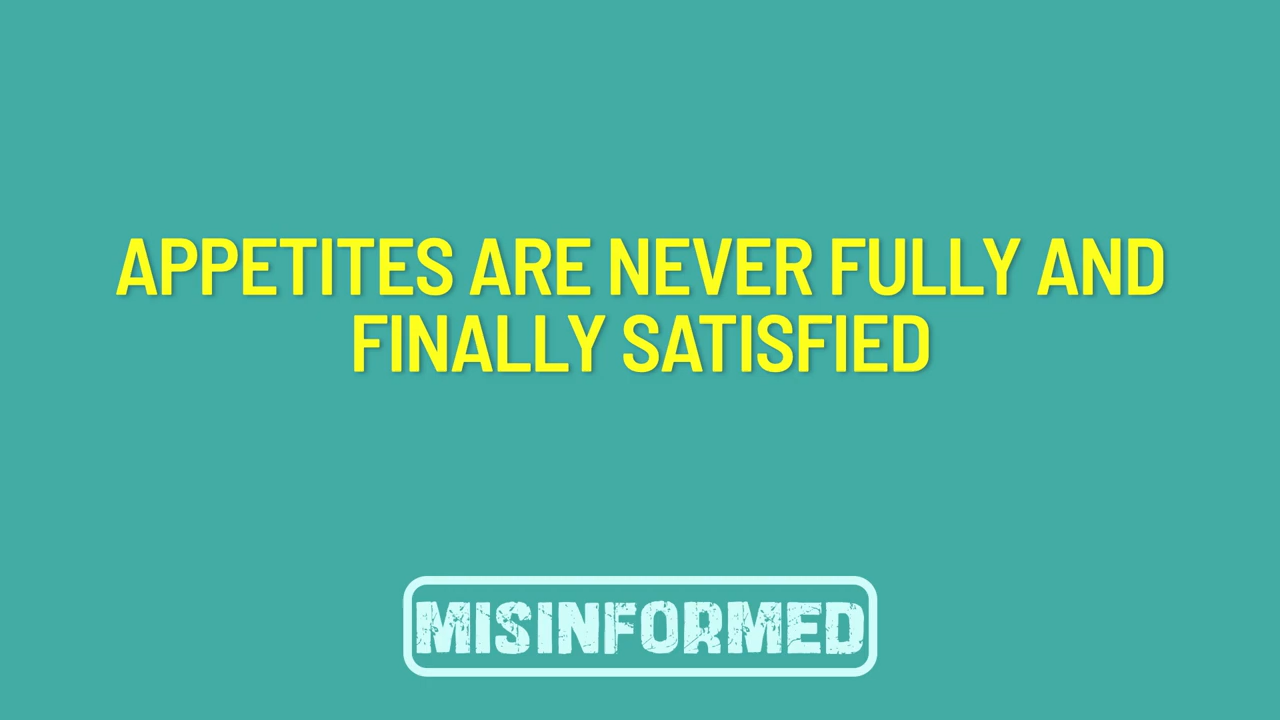 APPETITES ARE NEVER FULLY AND
FINALLY SATISFIED
MISINFORMED